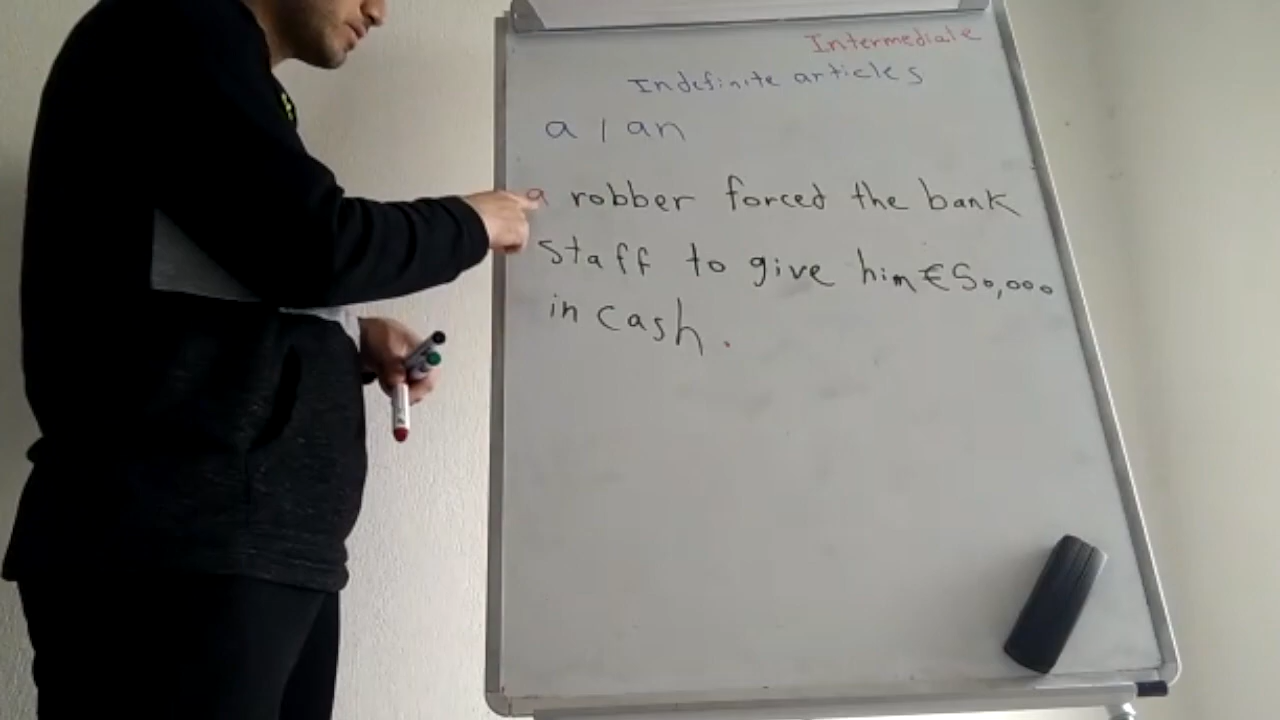 Intermediate
Indefinite articles
a / an
a robber forced the bank
staff to give him €50,000
in cash.